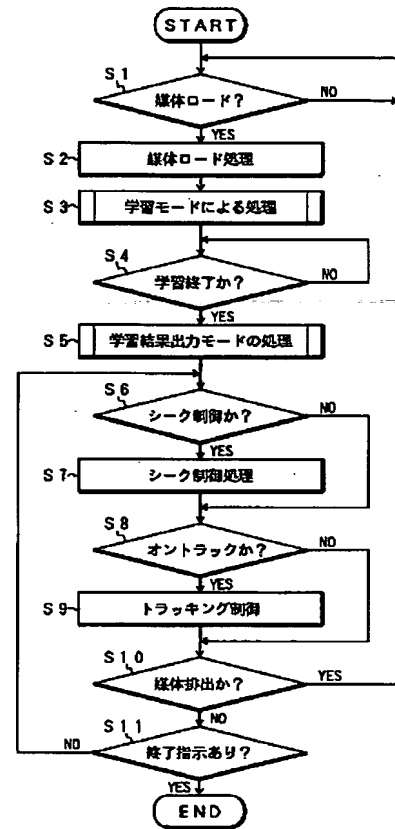 START
S1
媒体ロード?
NO
YES
S2
媒体ロード処理
S3
学習モードによる処理
S4
学習終了か?
NO
YES
S5
学習結果出力モードの処理
S6
シーク制御か?
NO
YES
S7
シーク制御処理
S8
オントラックか?
NO
YES
S9
トラッキング制御
S10
媒体排出か?
YES
NO
S11
終了指示あり?
NO
YES
END